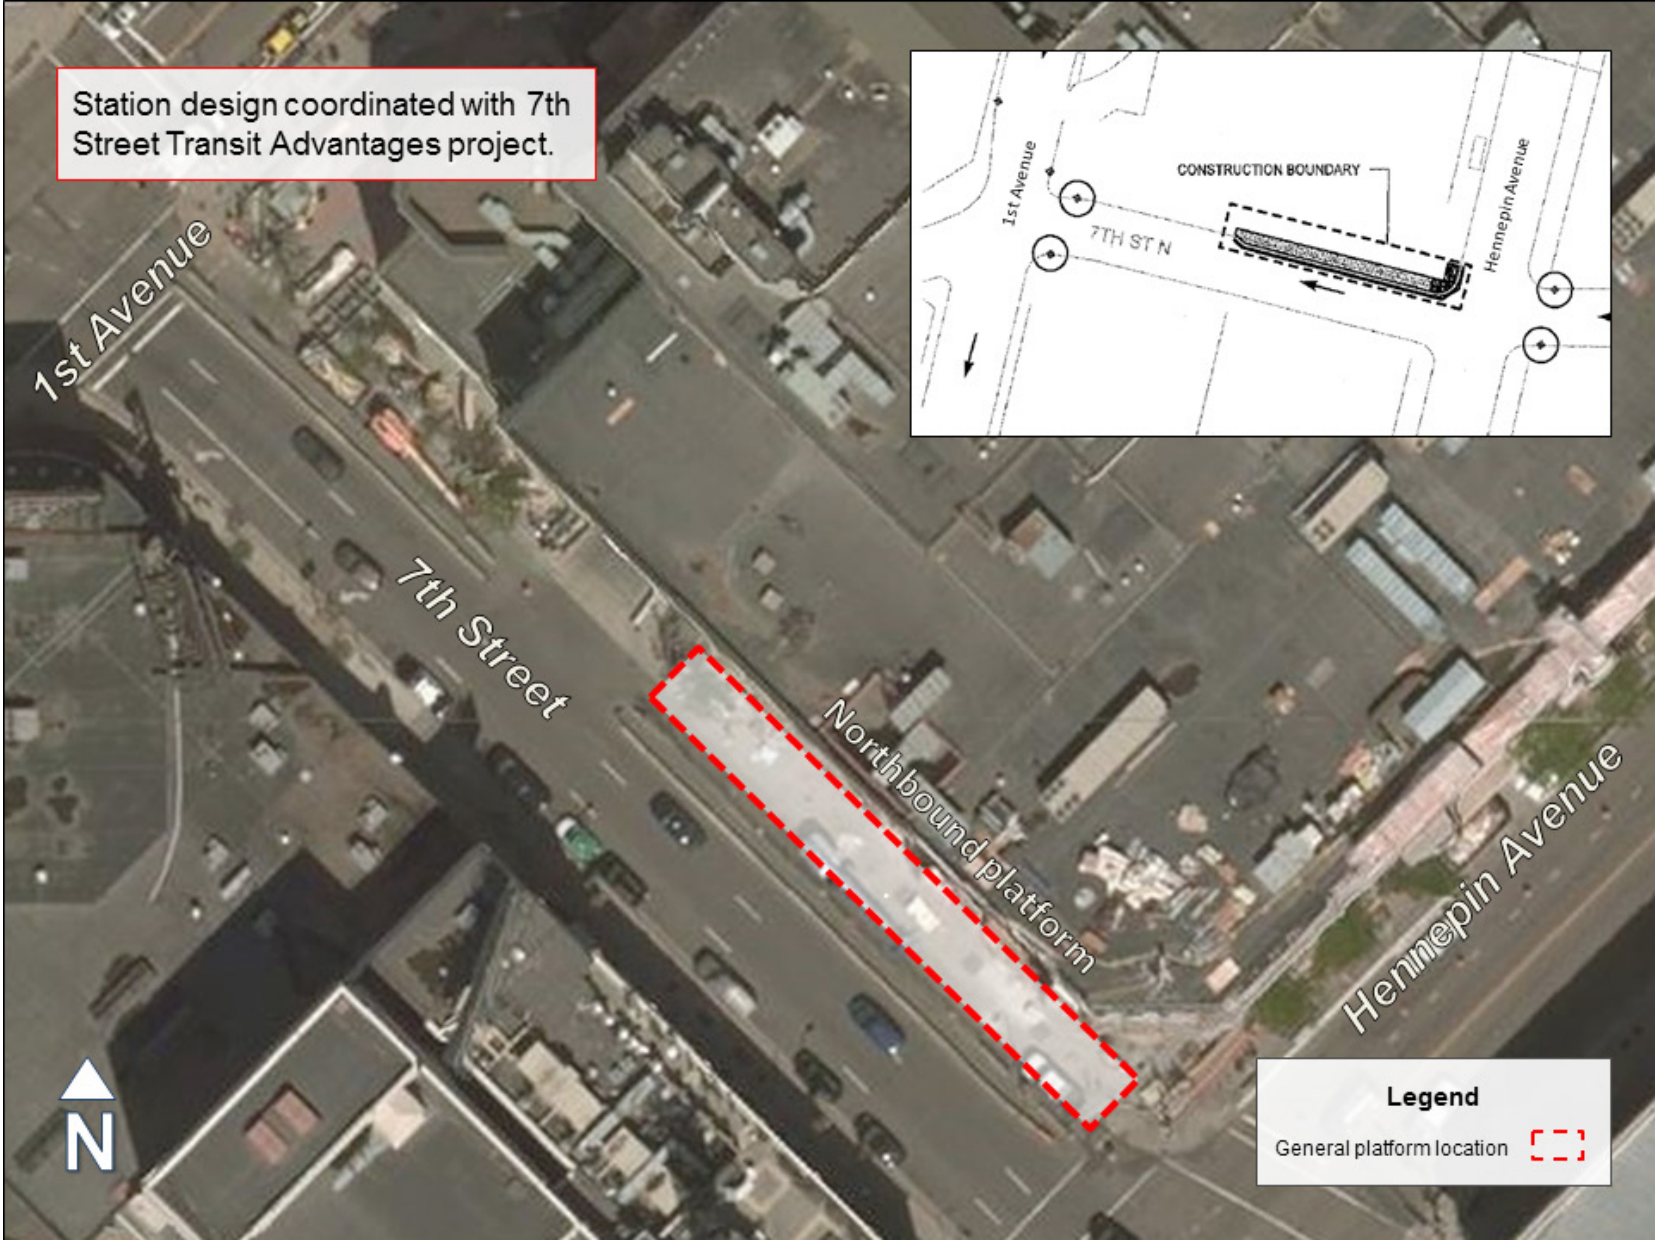 Station design coordinated with 7th
Street Transit Advantages project.
1st Avenue
CONSTRUCTION BOUNDARY
Hennepin Avenue
7TH ST N
1st Avenue
7th Street
Northbound platform
Hennepin Avenue
N
Legend
General platform location